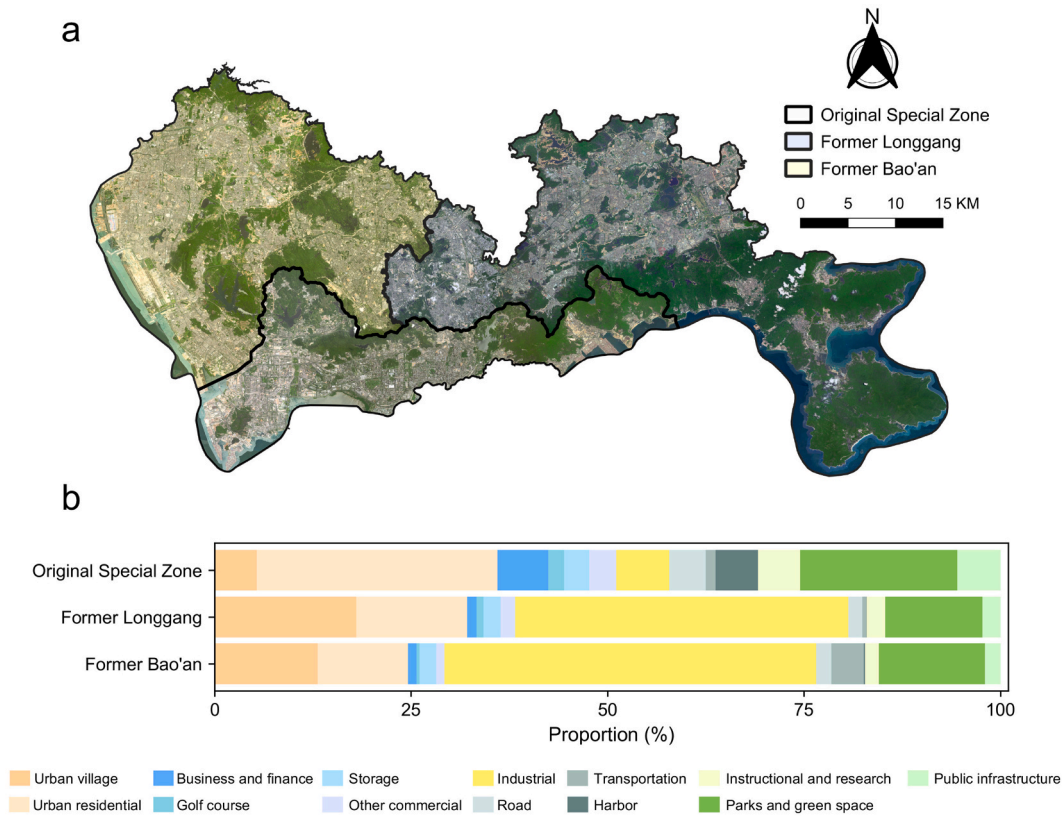 a
N
Original Special Zone
Former Longgang
Former Bao'an
0 5 10 15 KM
b
Original Special Zone
Former Longgang
Former Bao'an
0 25 50 75 100
Proportion (%)
Urban village Business and finance Storage Industrial Transportation Instructional and research Public infrastructure
Urban residential Golf course Other commercial Road Harbor Parks and green space